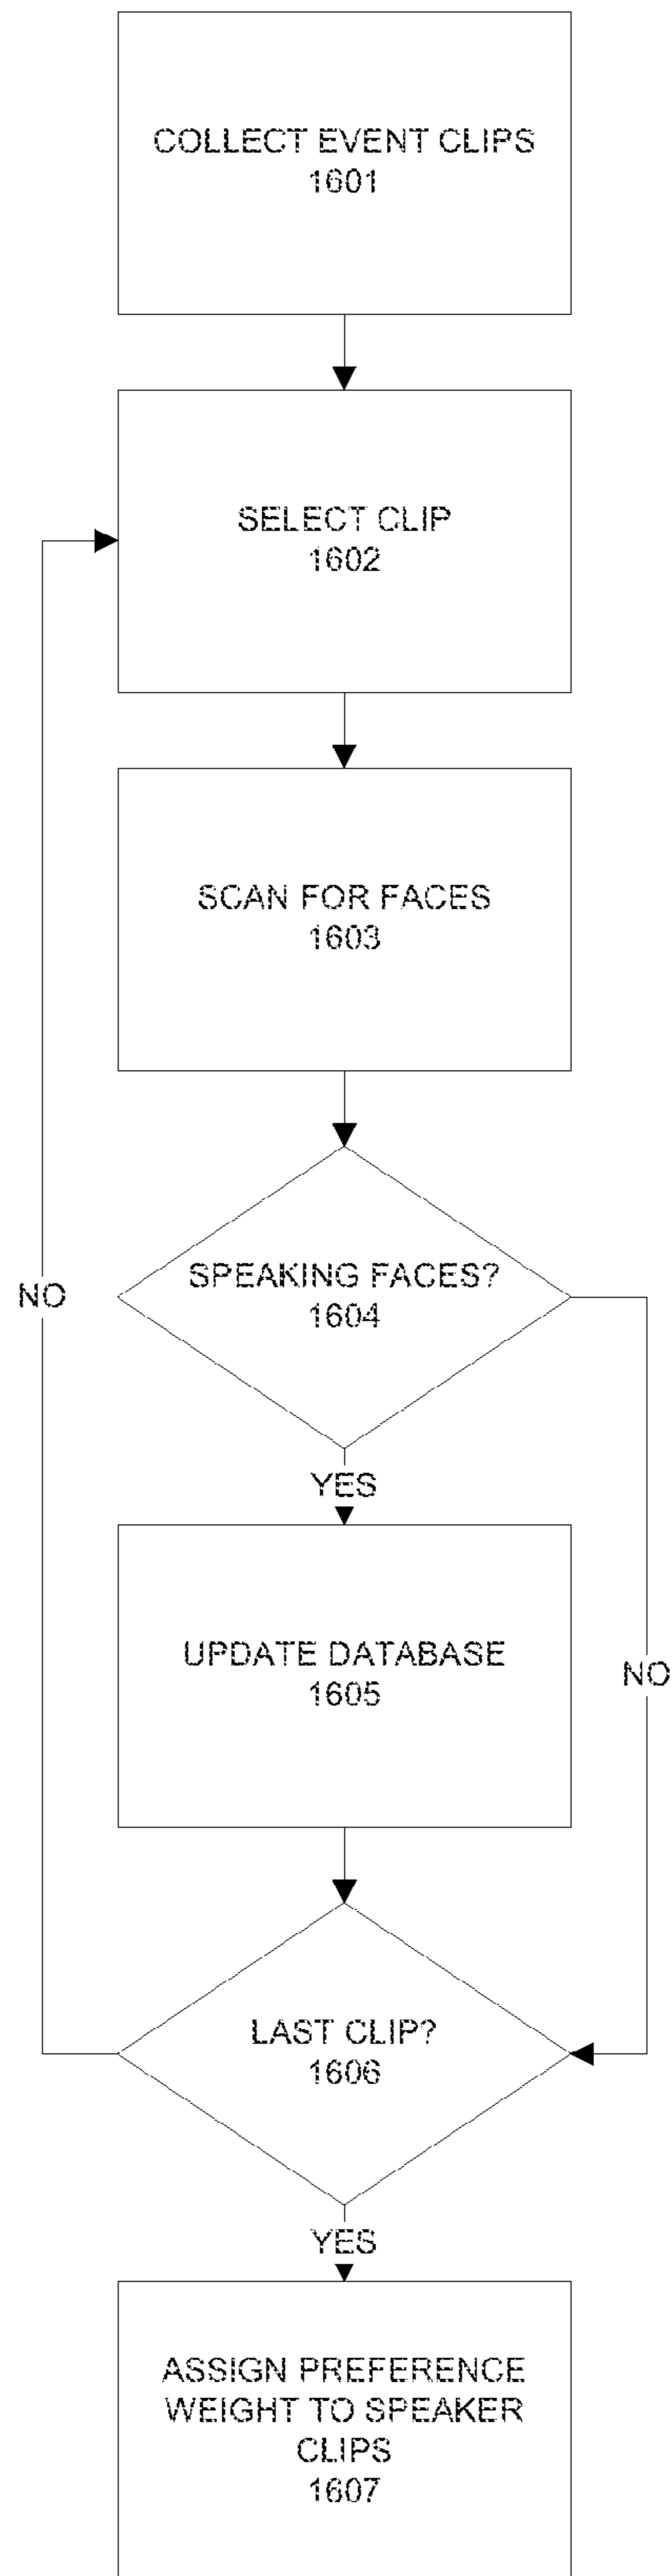 COLLECT EVENT CLIPS
1601
SELECT CLIP
1602
SCAN FOR FACES
1603
SPEAKING FACES?
1604
NO
YES
UPDATE DATABASE
1605
NO
LAST CLIP?
1606
YES
ASSIGN PREFERENCE
WEIGHT TO SPEAKER
CLIPS
1607